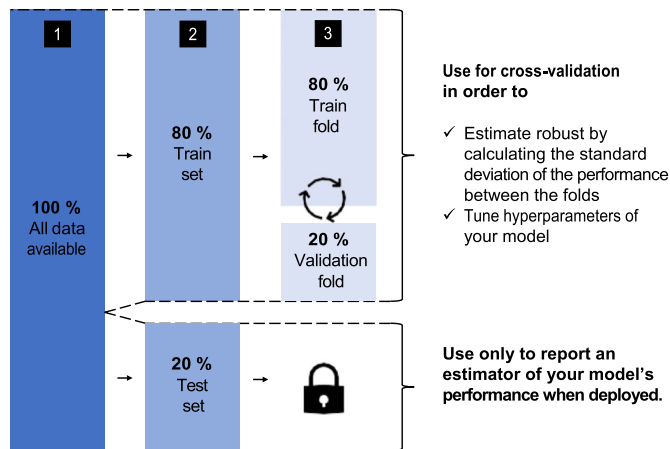 1
100 %
All data
available
2
80 %
Train
set
3
80 %
Train
fold
20 %
Validation
fold
Use for cross-validation
in order to
✓ Estimate robust by
calculating the standard
deviation of the performance
between the folds
✓ Tune hyperparameters of
your model
20 %
Test
set
Use only to report an
estimator of your model’s
performance when deployed.